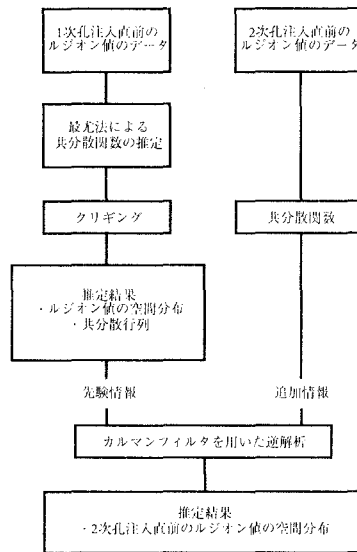 1次孔注入直前の
ルジオン値のデータ
2次孔注入直前の
ルジオン値のデータ
最尤法による
共分散関数の推定
クリギング
共分散関数
推定結果
・ルジオン値の空間分布
・共分散行列
先験情報
追加情報
カルマンフィルタを用いた逆解析
推定結果
・2次孔注入直前のルジオン値の空間分布